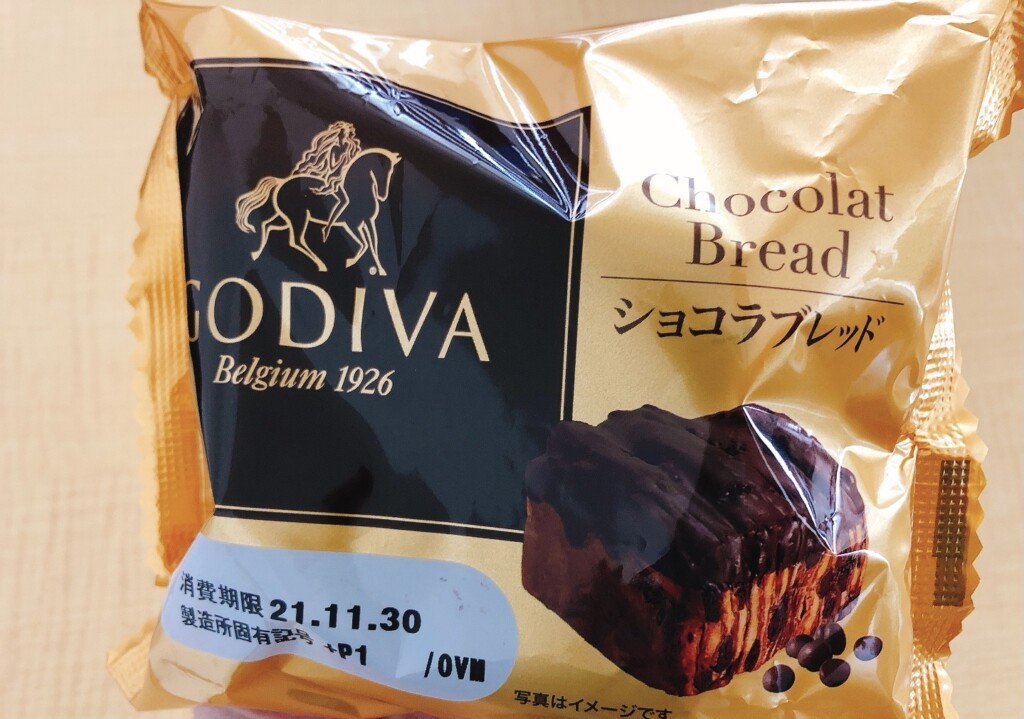 GODIVA
Belgium 1926
Chocolat
Bread
ショコラブレッド
消費期限 21.11.30
製造所固有記号 +P1 /OVM
写真はイメージです